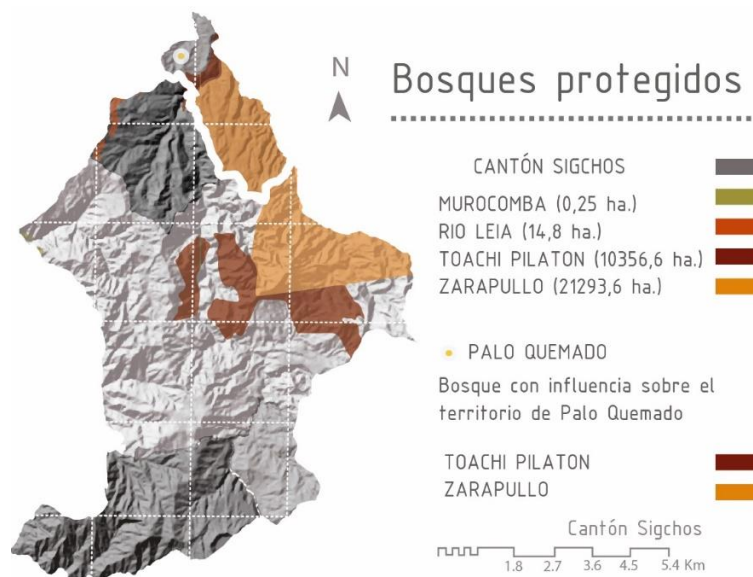 N
Bosques protegidos
CANTÓN SIGCHOS
MUROCOMBA (0,25 ha.)
RIO LEIA (14,8 ha.)
TOACHI PILATON (10356,6 ha.)
ZARAPULLO (21293,6 ha.)
PALO QUEMADO
Bosque con influencia sobre el
territorio de Palo Quemado
TOACHI PILATON
ZARAPULLO
Cantón Sigchos
1.8 2.7 3.6 4.5 5.4 Km